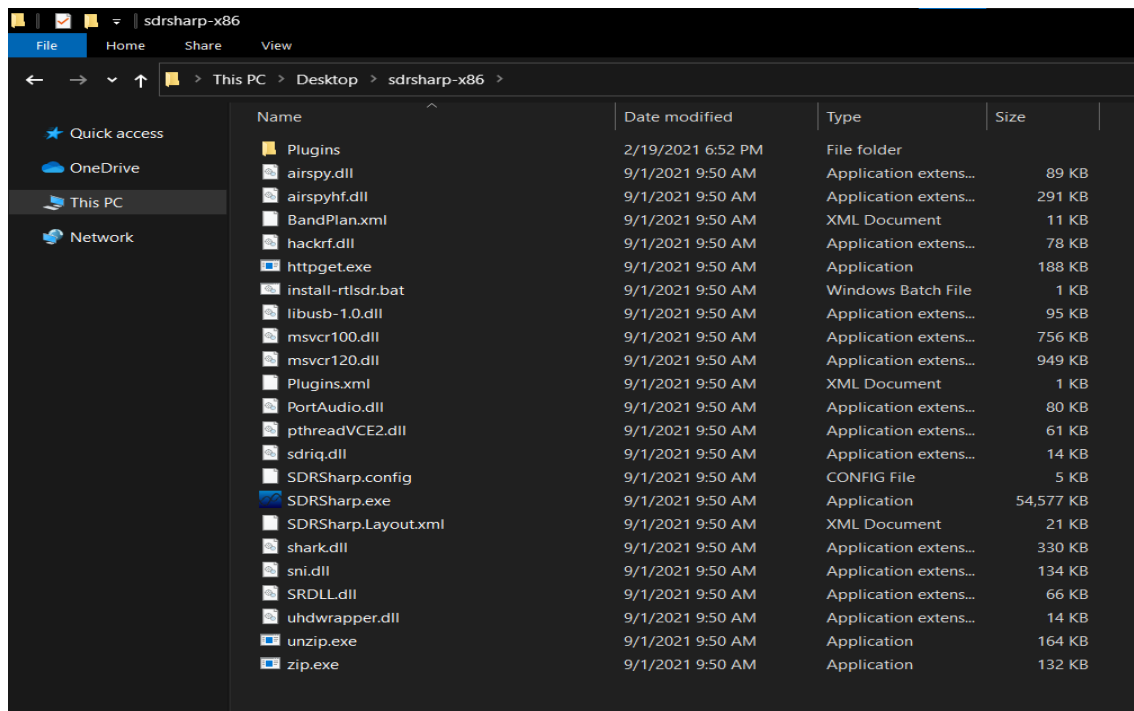 sdrsharp-x86
File Home Share View
This PC > Desktop > sdrsharp-x86 >
Quick access
OneDrive
This PC
Network
Name Date modified Type Size
Plugins 2/19/2021 6:52 PM File folder
airspy.dll 9/1/2021 9:50 AM Application extens... 89 KB
airspyhf.dll 9/1/2021 9:50 AM Application extens... 291 KB
BandPlan.xml 9/1/2021 9:50 AM XML Document 11 KB
hackrf.dll 9/1/2021 9:50 AM Application extens... 78 KB
httpget.exe 9/1/2021 9:50 AM Application 188 KB
install-rtlsdr.bat 9/1/2021 9:50 AM Windows Batch File 1 KB
libusb-1.0.dll 9/1/2021 9:50 AM Application extens... 95 KB
msvcr100.dll 9/1/2021 9:50 AM Application extens... 756 KB
msvcr120.dll 9/1/2021 9:50 AM Application extens... 949 KB
Plugins.xml 9/1/2021 9:50 AM XML Document 1 KB
PortAudio.dll 9/1/2021 9:50 AM Application extens... 80 KB
pthreadVCE2.dll 9/1/2021 9:50 AM Application extens... 61 KB
sdriq.dll 9/1/2021 9:50 AM Application extens... 14 KB
SDRSharp.config 9/1/2021 9:50 AM CONFIG File 5 KB
SDRSharp.exe 9/1/2021 9:50 AM Application 54,577 KB
SDRSharp.Layout.xml 9/1/2021 9:50 AM XML Document 21 KB
shark.dll 9/1/2021 9:50 AM Application extens... 330 KB
sni.dll 9/1/2021 9:50 AM Application extens... 134 KB
SRDLL.dll 9/1/2021 9:50 AM Application extens... 66 KB
uhdwrapper.dll 9/1/2021 9:50 AM Application extens... 14 KB
unzip.exe 9/1/2021 9:50 AM Application 164 KB
zip.exe 9/1/2021 9:50 AM Application 132 KB